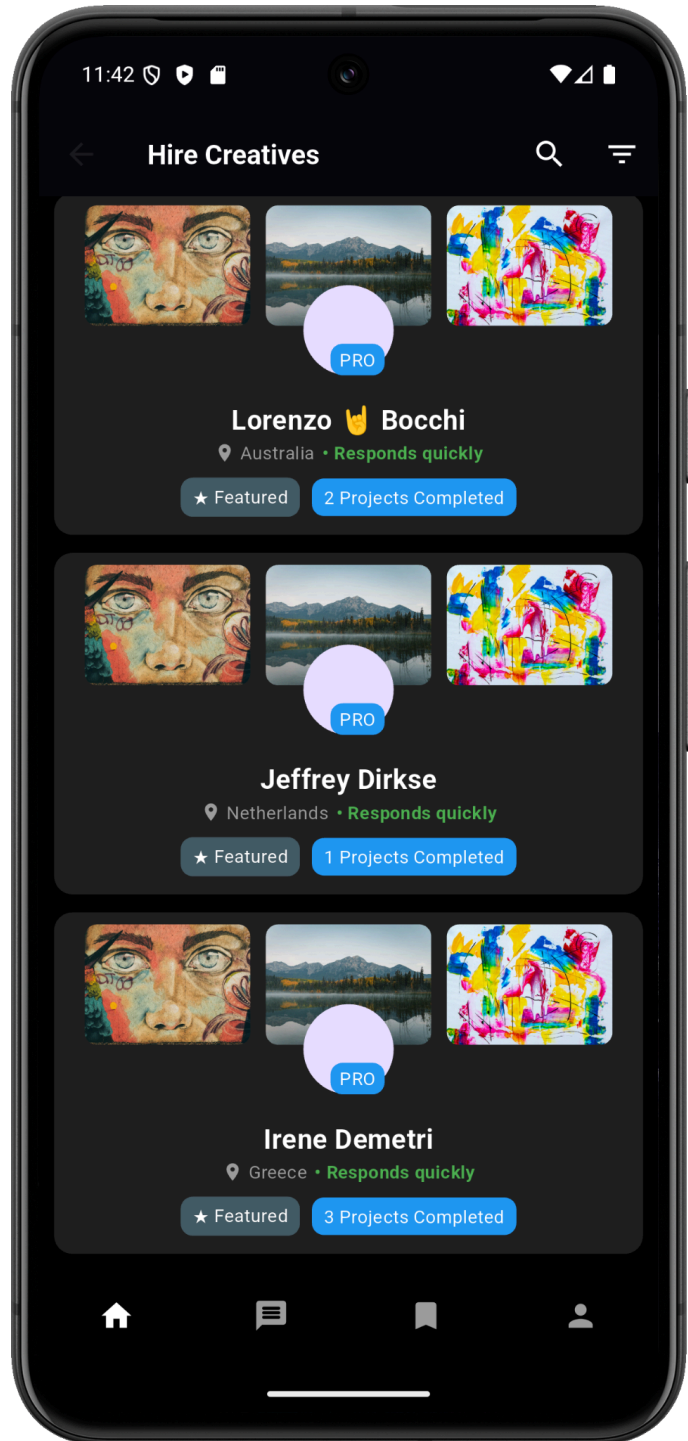 11:42
Hire Creatives
PRO
Lorenzo 🤘 Bocchi
Australia • Responds quickly
★ Featured 2 Projects Completed
PRO
Jeffrey Dirkse
Netherlands • Responds quickly
★ Featured 1 Projects Completed
PRO
Irene Demetri
Greece • Responds quickly
★ Featured 3 Projects Completed